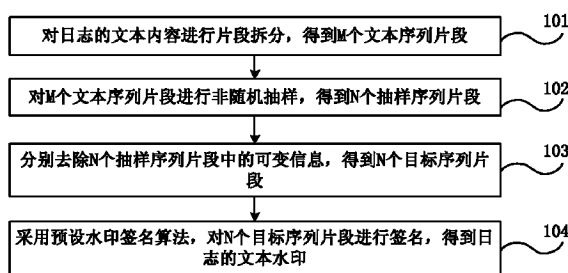 101
对日志的文本内容进行片段拆分，得到M个文本序列片段
102
对M个文本序列片段进行非随机抽样，得到N个抽样序列片段
103
分别去除N个抽样序列片段中的可变信息，得到N个目标序列片
段
104
采用预设水印签名算法，对N个目标序列片段进行签名，得到日
志的文本水印